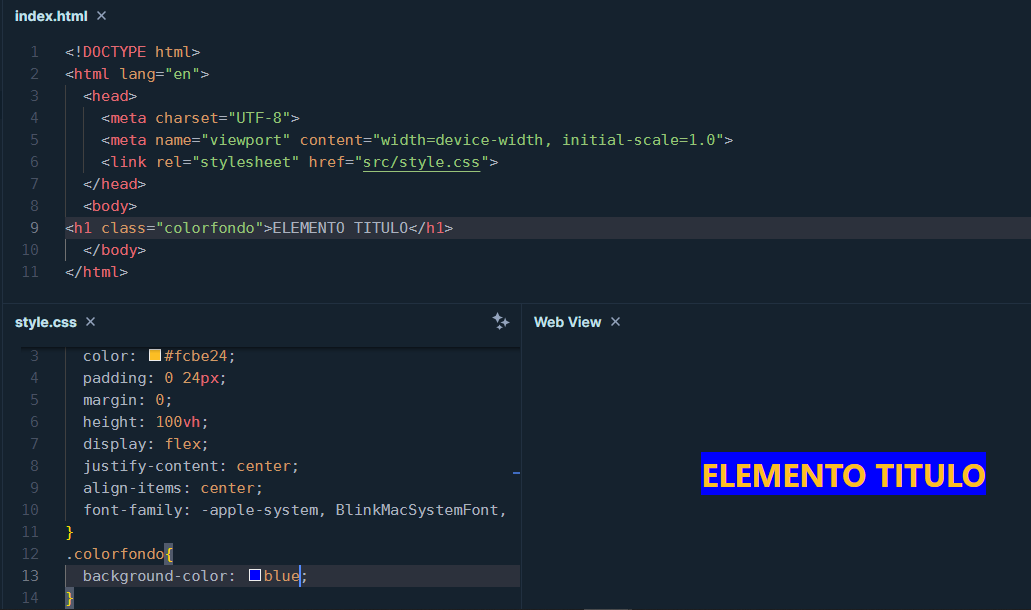 index.html ×
1 <!DOCTYPE html>
2 <html lang="en">
3 <head>
4 <meta charset="UTF-8">
5 <meta name="viewport" content="width=device-width, initial-scale=1.0">
6 <link rel="stylesheet" href="src/style.css">
7 </head>
8 <body>
9 <h1 class="colorfondo">ELEMENTO TITULO</h1>
10 </body>
11 </html>
style.css ×
3 color: #fcbe24;
4 padding: 0 24px;
5 margin: 0;
6 height: 100vh;
7 display: flex;
8 justify-content: center;
9 align-items: center;
10 font-family: -apple-system, BlinkMacSystemFont,
11 }
12 .colorfondo{
13 background-color: blue;
14 }
Web View ×
ELEMENTO TITULO